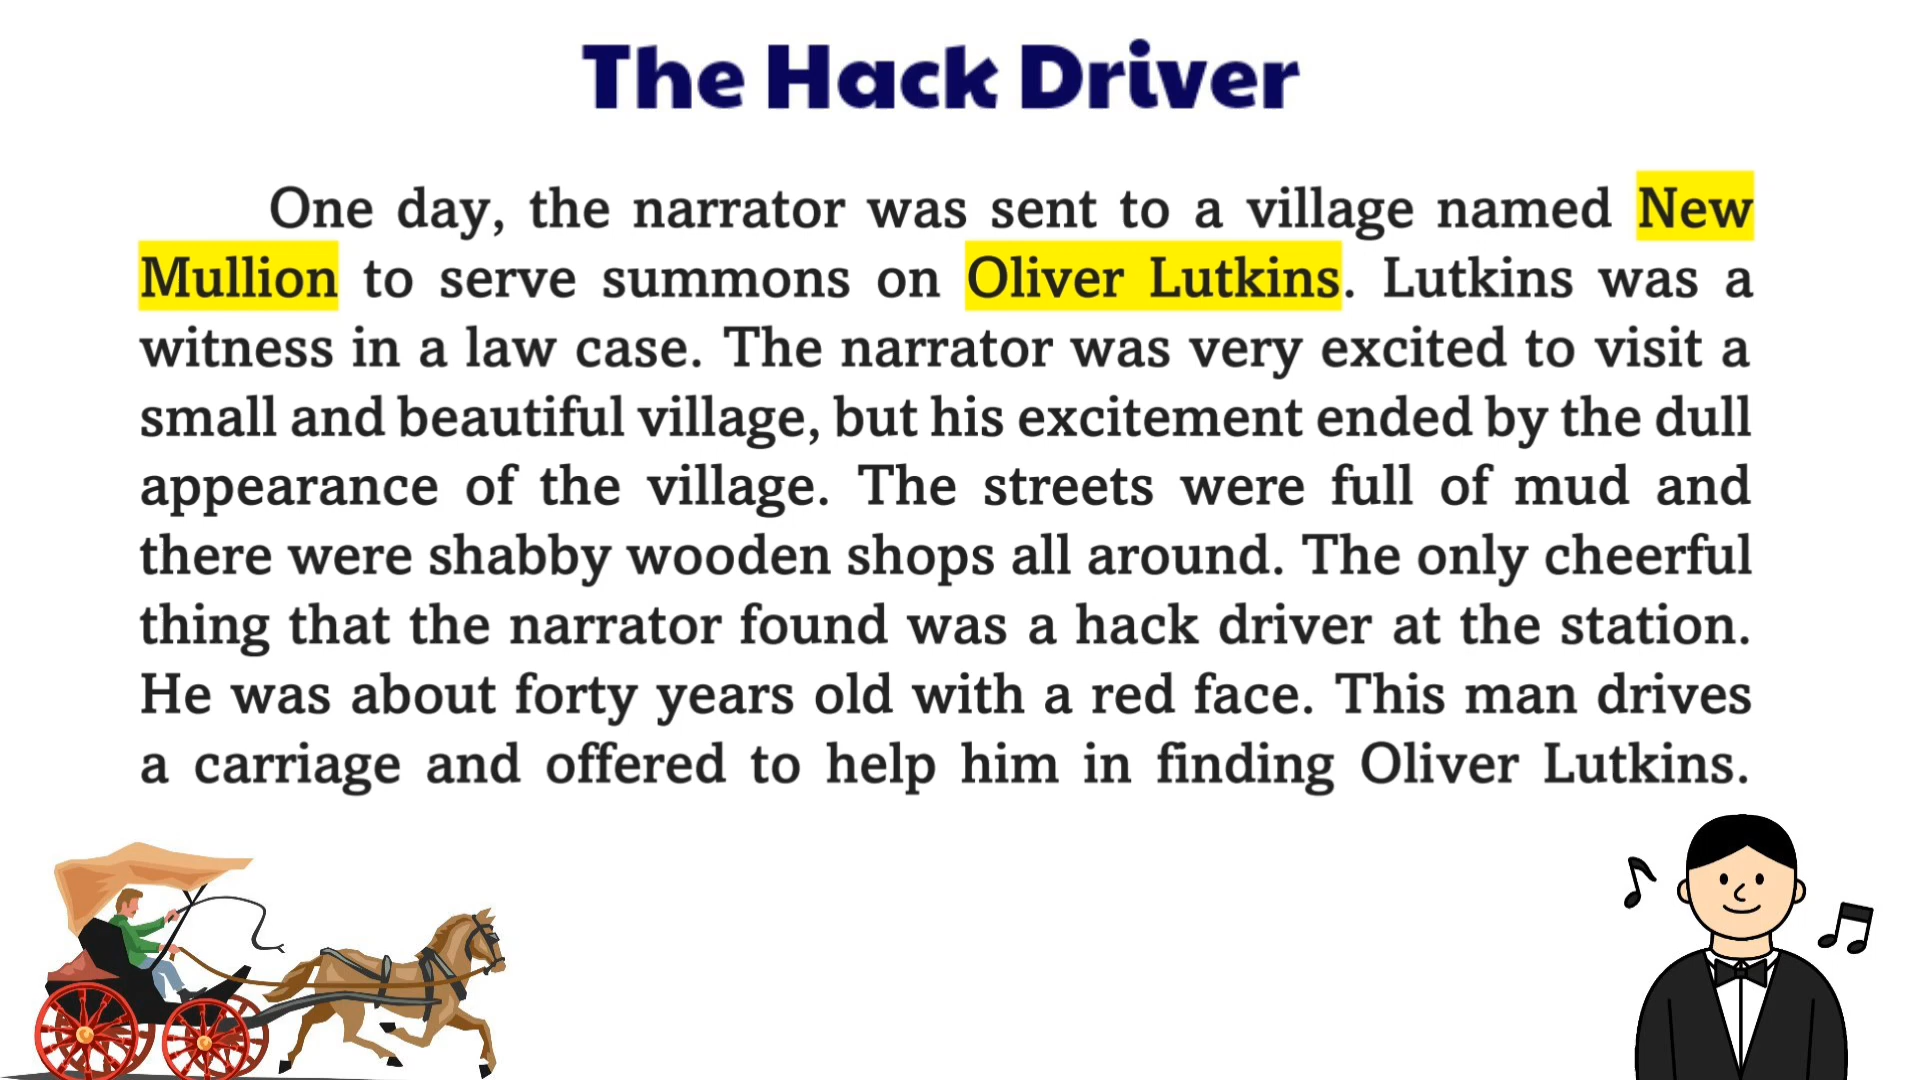 The Hack Driver
One day, the narrator was sent to a village named New
Mullion to serve summons on Oliver Lutkins. Lutkins was a
witness in a law case. The narrator was very excited to visit a
small and beautiful village, but his excitement ended by the dull
appearance of the village. The streets were full of mud and
there were shabby wooden shops all around. The only cheerful
thing that the narrator found was a hack driver at the station.
He was about forty years old with a red face. This man drives
a carriage and offered to help him in finding Oliver Lutkins.